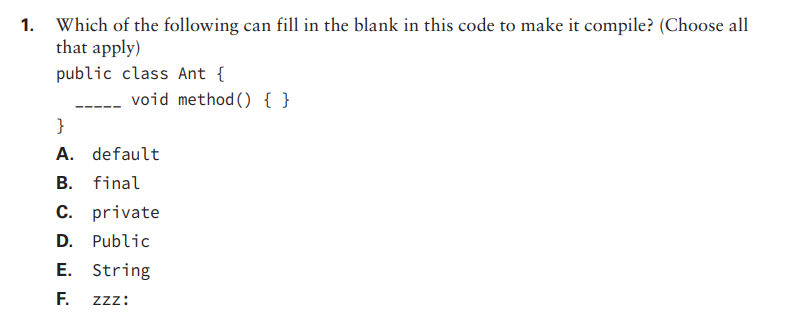 1. Which of the following can fill in the blank in this code to make it compile? (Choose all
that apply)
public class Ant {
_____ void method() { }
}
A. default
B. final
C. private
D. Public
E. String
F. zzz: